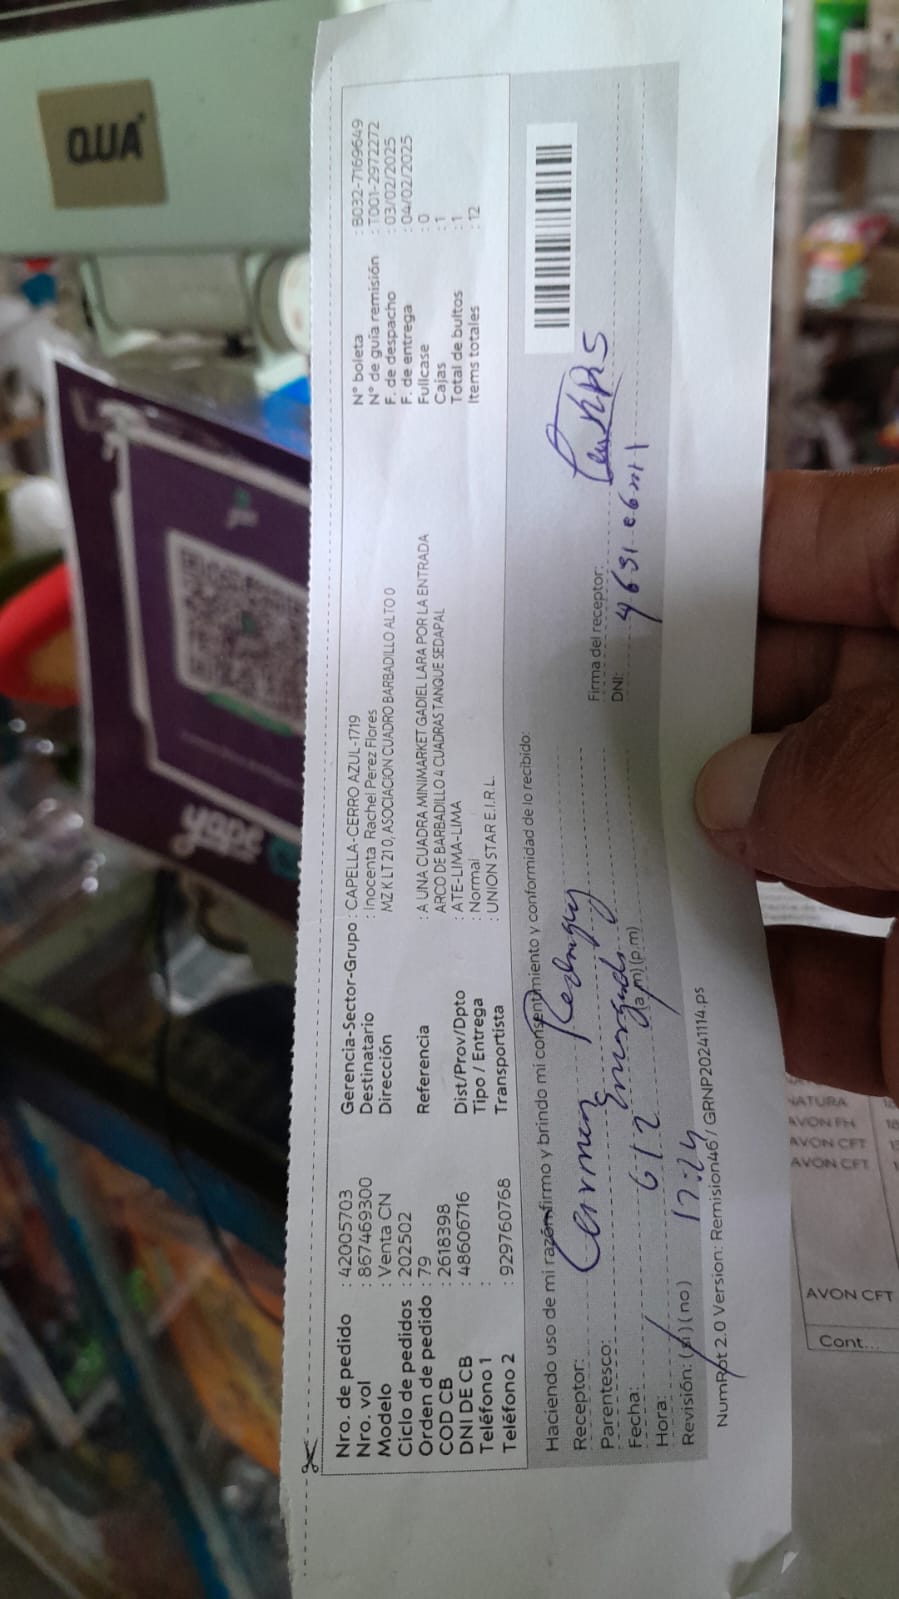 QUA
yape
Nro. de pedido : 42005703
Nro. vol : 867469300
Modelo : Venta CN
Ciclo de pedidos : 202502
Orden de pedido : 79
COD CB : 2618398
DNI DE CB : 48606716
Teléfono 1 :
Teléfono 2 : 929760768
Gerencia-Sector-Grupo : CAPELLA-CERRO AZUL-1719
Destinatario : Inocenta Rachel Perez Flores
Dirección MZ K LT 21 0, ASOCIACION CUADRO BARBADILLO ALTO 0
Referencia : A UNA CUADRA MINIMARKET GADIEL LARA POR LA ENTRADA
ARCO DE BARBADILLO 4 CUADRAS TANQUE SEDAPAL
Dist/Prov/Dpto : ATE-LIMA-LIMA
Tipo / Entrega : Normal
Transportista : UNION STAR E.I.R.L.
N° boleta : B032-7169649
N° de guía remisión : T001-2972272
F. de despacho : 03/02/2025
F. de entrega : 04/02/2025
Fullcase : 0
Cajas : 1
Total de bultos : 1
Items totales : 12
Haciendo uso de mi razón firmo y brindo mi consentimiento y conformidad de lo recibido:
Receptor: Carmen
Parentesco:
Fecha: 6/2
Hora: 17:24 (a.m) (p.m)
Revisión: (si) (no)
Firma del receptor:
DNI:
NumRot 2.0 Version: Remision46 / GRNP20241114.ps
NATURA
AVON FH
AVON CFT
AVON CFT
AVON CFT
Cont...